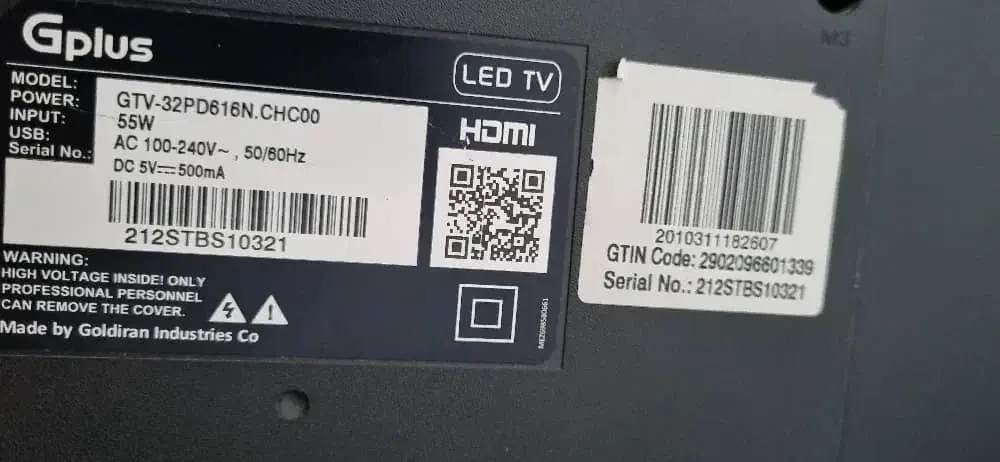 Gplus
LED TV
MODEL: GTV-32PD616N.CHC00
POWER: 55W
INPUT: AC 100-240V~ , 50/60Hz
USB: DC 5V⎓500mA
Serial No.:
212STBS10321
HDMI
WARNING:
HIGH VOLTAGE INSIDE! ONLY
PROFESSIONAL PERSONNEL
CAN REMOVE THE COVER.
Made by Goldiran Industries Co
M3
2010311182607
GTIN Code: 2902096601339
Serial No.: 212STBS10321